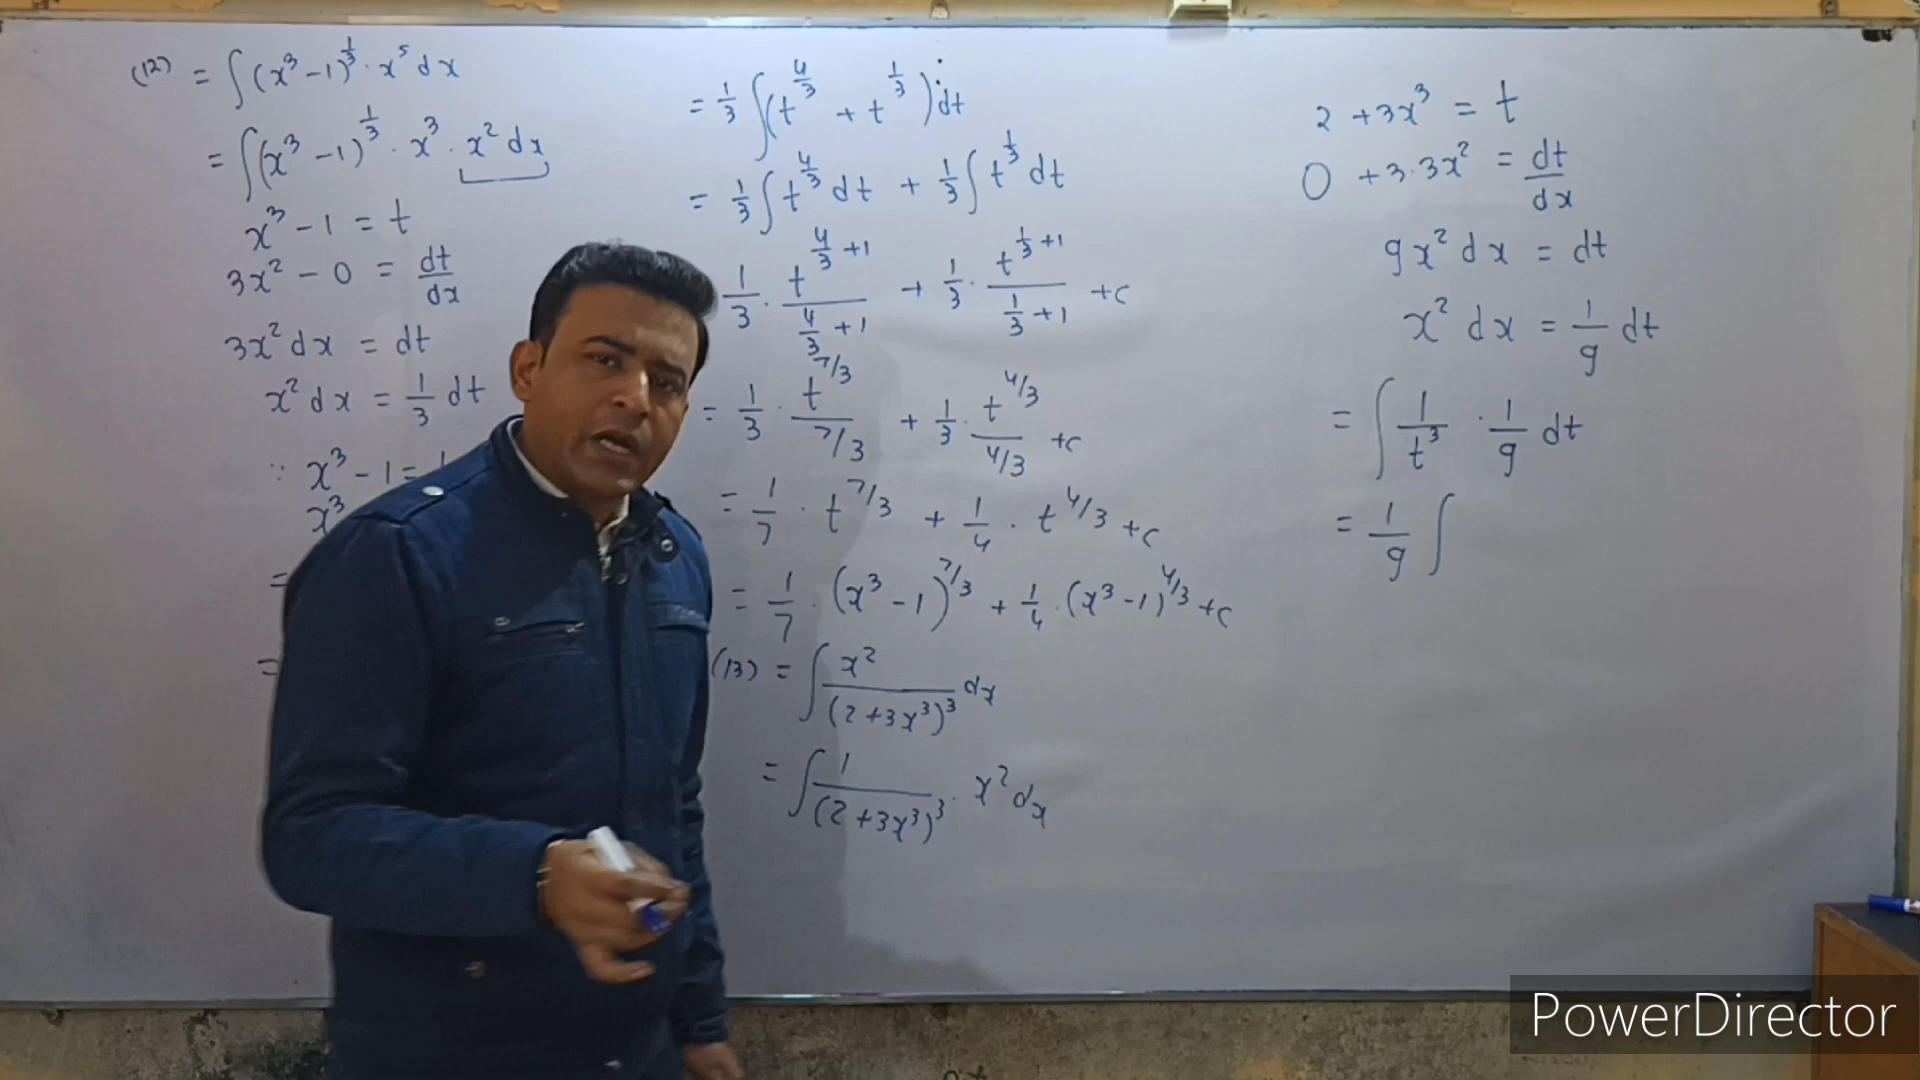 (12) = ∫(x³ - 1)^{1/3} · x⁵ dx
= ∫(x³ - 1)^{1/3} · x³ · x² dx
x³ - 1 = t
3x² - 0 = dt/dx
3x² dx = dt
x² dx = 1/3 dt
∵ x³ - 1 =
x³
=
=
= 1/3 ∫(t^{4/3} + t^{1/3}) dt
= 1/3 ∫ t^{4/3} dt + 1/3 ∫ t^{1/3} dt
1/3 · t^{4/3 + 1}/(4/3 + 1) + 1/3 · t^{1/3 + 1}/(1/3 + 1) + c
= 1/3 · t^{7/3}/(7/3) + 1/3 · t^{4/3}/(4/3) + c
= 1/7 · t^{7/3} + 1/4 · t^{4/3} + c
= 1/7 · (x³ - 1)^{7/3} + 1/4 · (x³ - 1)^{4/3} + c
(13) = ∫ x²/(2 + 3x³)³ dx
= ∫ 1/(2 + 3x³)³ · x² dx
2 + 3x³ = t
0 + 3·3x² = dt/dx
9x² dx = dt
x² dx = 1/9 dt
= ∫ 1/t³ · 1/9 dt
= 1/9 ∫
PowerDirector